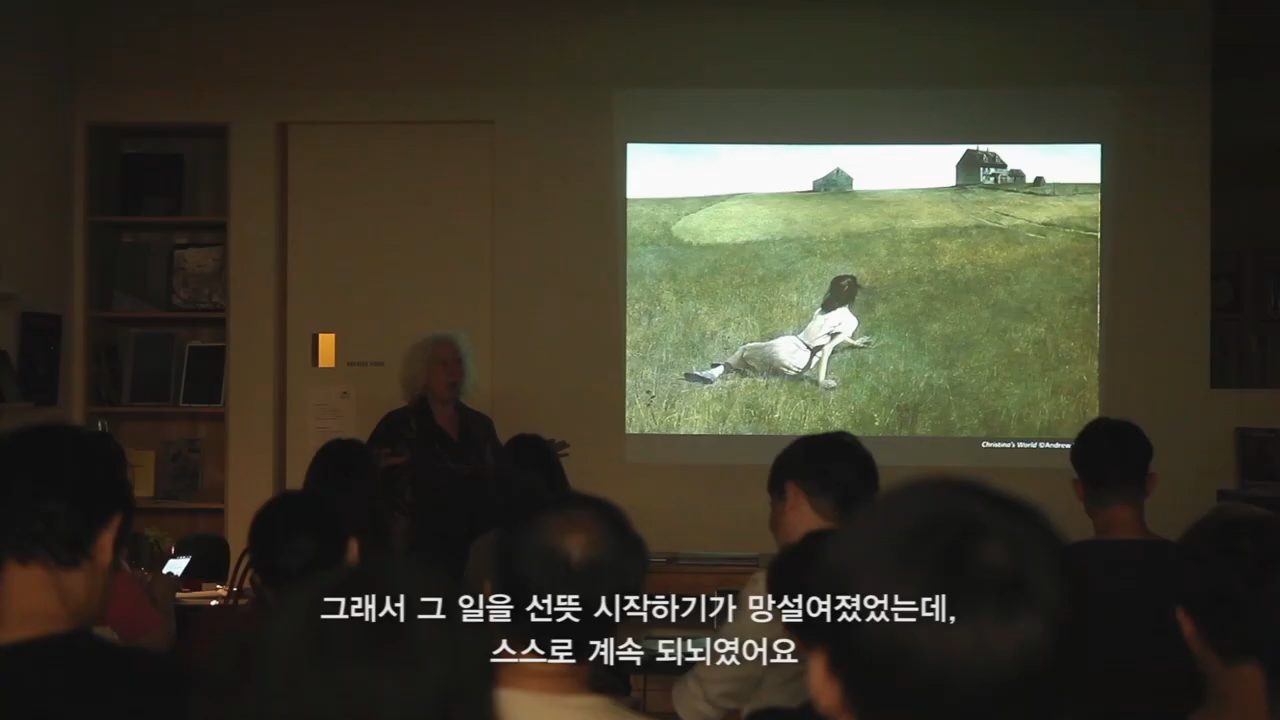 Christina's World ©Andrew
그래서 그 일을 선뜻 시작하기가 망설여졌었는데,
스스로 계속 되뇌였어요